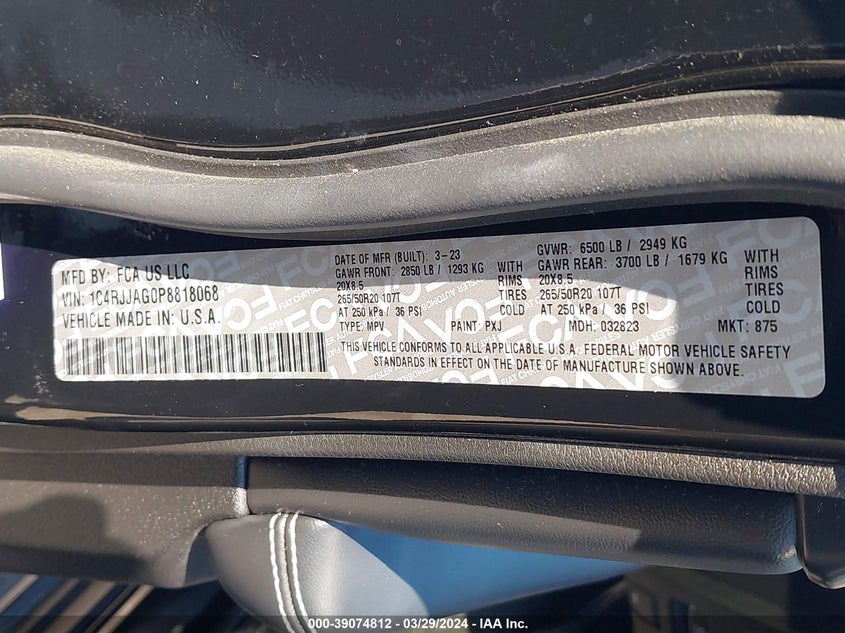 MFD BY: FCA US LLC
VIN: 1C4RJJAG0P8818068
VEHICLE MADE IN: U.S.A.
DATE OF MFR (BUILT): 3-23
GAWR FRONT: 2850 LB / 1293 KG WITH
20X8.5 RIMS
265/50R20 107T TIRES
AT 250 kPa / 36 PSI COLD
TYPE: MPV PAINT: PXJ
GVWR: 6500 LB / 2949 KG
GAWR REAR: 3700 LB / 1679 KG WITH
20X8.5 RIMS
265/50R20 107T TIRES
AT 250 kPa / 36 PSI COLD
MDH: 032823 MKT: 875
THIS VEHICLE CONFORMS TO ALL APPLICABLE U.S.A. FEDERAL MOTOR VEHICLE SAFETY
STANDARDS IN EFFECT ON THE DATE OF MANUFACTURE SHOWN ABOVE.
000-39074812 - 03/29/2024 - IAA Inc.